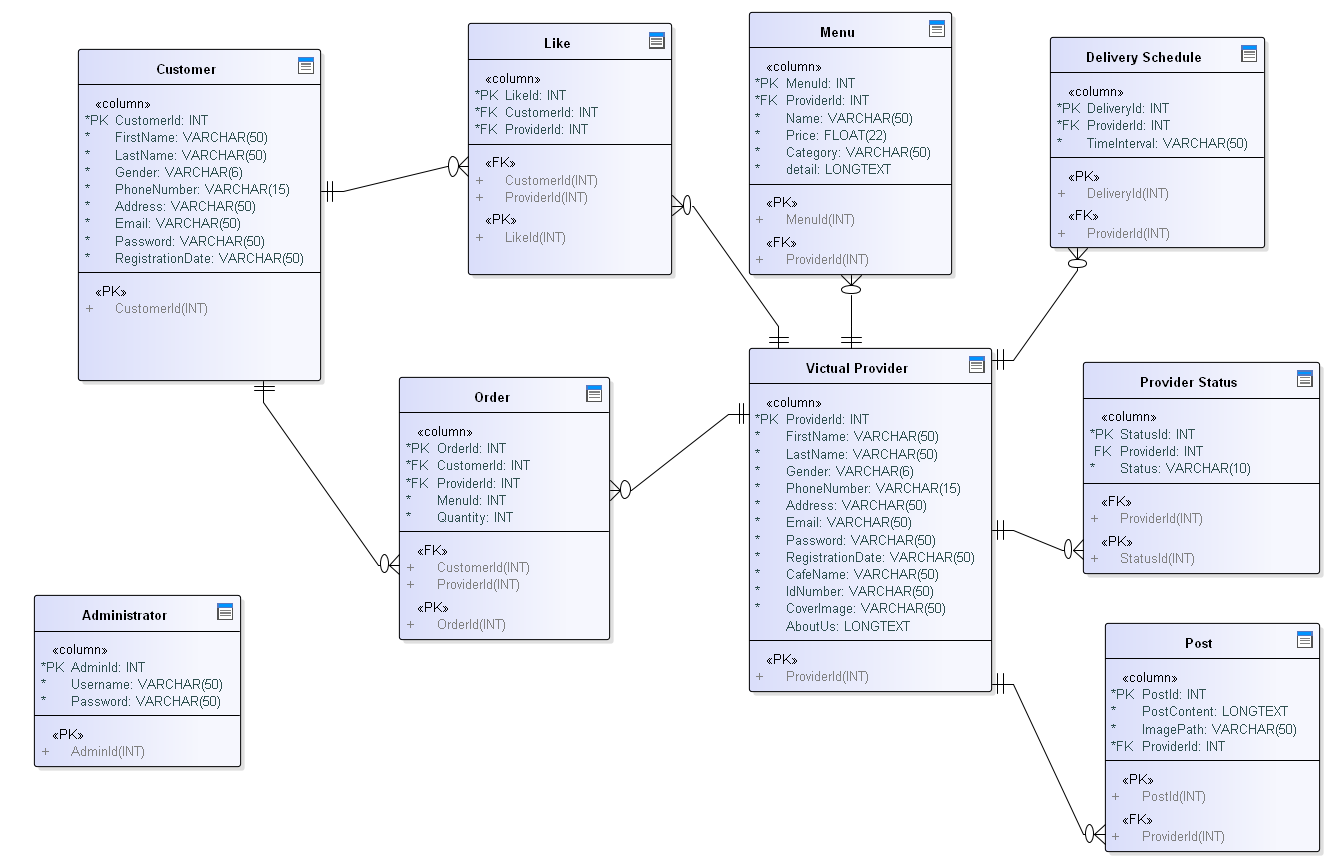 Customer
«column»
*PK CustomerId: INT
* FirstName: VARCHAR(50)
* LastName: VARCHAR(50)
* Gender: VARCHAR(6)
* PhoneNumber: VARCHAR(15)
* Address: VARCHAR(50)
* Email: VARCHAR(50)
* Password: VARCHAR(50)
* RegistrationDate: VARCHAR(50)
«PK»
+ CustomerId(INT)
Like
«column»
*PK LikeId: INT
*FK CustomerId: INT
*FK ProviderId: INT
«FK»
+ CustomerId(INT)
+ ProviderId(INT)
«PK»
+ LikeId(INT)
Menu
«column»
*PK MenuId: INT
*FK ProviderId: INT
* Name: VARCHAR(50)
* Price: FLOAT(22)
* Category: VARCHAR(50)
* detail: LONGTEXT
«PK»
+ MenuId(INT)
«FK»
+ ProviderId(INT)
Delivery Schedule
«column»
*PK DeliveryId: INT
*FK ProviderId: INT
* TimeInterval: VARCHAR(50)
«PK»
+ DeliveryId(INT)
«FK»
+ ProviderId(INT)
Order
«column»
*PK OrderId: INT
*FK CustomerId: INT
*FK ProviderId: INT
* MenuId: INT
* Quantity: INT
«FK»
+ CustomerId(INT)
+ ProviderId(INT)
«PK»
+ OrderId(INT)
Victual Provider
«column»
*PK ProviderId: INT
* FirstName: VARCHAR(50)
* LastName: VARCHAR(50)
* Gender: VARCHAR(6)
* PhoneNumber: VARCHAR(15)
* Address: VARCHAR(50)
* Email: VARCHAR(50)
* Password: VARCHAR(50)
* RegistrationDate: VARCHAR(50)
* CafeName: VARCHAR(50)
* IdNumber: VARCHAR(50)
* CoverImage: VARCHAR(50)
AboutUs: LONGTEXT
«PK»
+ ProviderId(INT)
Provider Status
«column»
*PK StatusId: INT
FK ProviderId: INT
* Status: VARCHAR(10)
«FK»
+ ProviderId(INT)
«PK»
+ StatusId(INT)
Administrator
«column»
*PK AdminId: INT
* Username: VARCHAR(50)
* Password: VARCHAR(50)
«PK»
+ AdminId(INT)
Post
«column»
*PK PostId: INT
* PostContent: LONGTEXT
* ImagePath: VARCHAR(50)
*FK ProviderId: INT
«PK»
+ PostId(INT)
«FK»
+ ProviderId(INT)